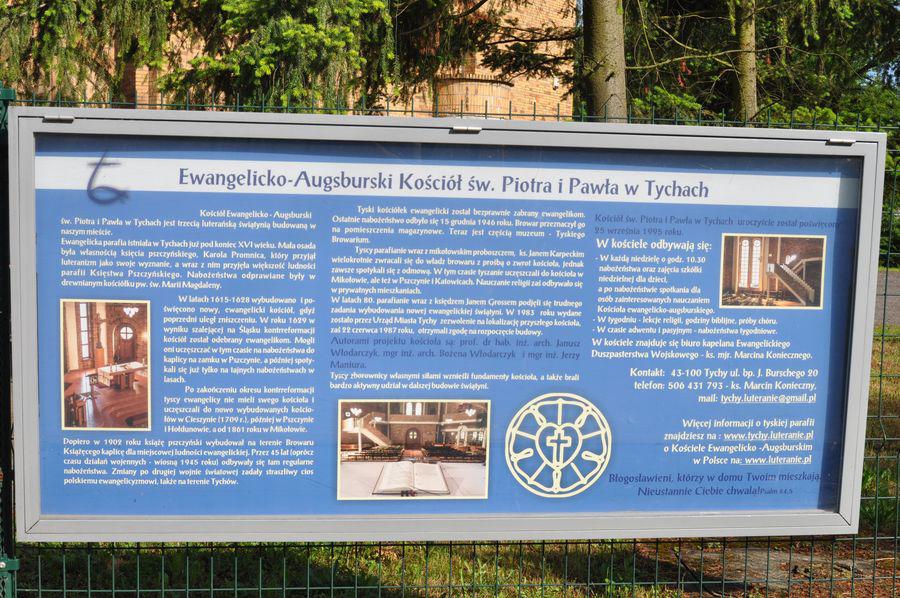 Ewangelicko-Augsburski Kościół św. Piotra i Pawła w Tychach
Kościół Ewangelicko - Augsburski
św. Piotra i Pawła w Tychach jest trzecią luterańską świątynią budowaną w
naszym mieście.
Ewangelicka parafia istniała w Tychach już pod koniec XVI wieku. Mała osada
była własnością księcia pszczyńskiego, Karola Promnica, który przyjął
luteranizm jako swoje wyznanie, a wraz z nim przyjęła większość ludności
parafii Księstwa Pszczyńskiego. Nabożeństwa odprawiane były w
drewnianym kościółku pw. św. Marii Magdaleny.
W latach 1615-1628 wybudowano i po-
święcono nowy, ewangelicki kościół, gdyż
poprzedni uległ zniszczeniu. W roku 1629 w
wyniku szalejącej na Śląsku kontrreformacji
kościół został odebrany ewangelikom. Mogli
oni uczęszczać w tym czasie na nabożeństwa do
kaplicy na zamku w Pszczynie, a później spoty-
kali się już tylko na tajnych nabożeństwach w
lasach.
Po zakończeniu okresu kontrreformacji
tyscy ewangelicy nie mieli swego kościoła i
uczęszczali do nowo wybudowanych kościo-
łów w Cieszynie (1709 r.), później w Pszczynie
i Hołdunowie, a od 1861 roku w Mikołowie.
Dopiero w 1902 roku książę pszczyński wybudował na terenie Browaru
Książęcego kaplicę dla miejscowej ludności ewangelickiej. Przez 45 lat (oprócz
czasu działań wojennych - wiosną 1945 roku) odbywały się tam regularne
nabożeństwa. Zmiany po drugiej wojnie światowej zadały straszliwy cios
polskiemu ewangelicyzmowi, także na terenie Tychów.
Tyski kościółek ewangelicki został bezprawnie zabrany ewangelikom.
Ostatnie nabożeństwo odbyło się 15 grudnia 1946 roku. Browar przeznaczył go
na pomieszczenia magazynowe. Teraz jest częścią muzeum - Tyskiego
Browarium.
Tyscy parafianie wraz z mikołowskim proboszczem, ks. Janem Karpeckim
wielokrotnie zwracali się do władz browaru z prośbą o zwrot kościoła, jednak
zawsze spotykali się z odmową. W tym czasie tyszanie uczęszczali do kościoła w
Mikołowie, ale też w Pszczynie i Katowicach. Nauczanie religii zaś odbywało się
w prywatnych mieszkaniach.
W latach 80. parafianie wraz z księdzem Janem Grossem podjęli się trudnego
zadania wybudowania nowej ewangelickiej świątyni. W 1983 roku wydane
zostało przez Urząd Miasta Tychy zezwolenie na lokalizację przyszłego kościoła,
zaś 22 czerwca 1987 roku, otrzymali zgodę na rozpoczęcie budowy.
Autorami projektu kościoła są: prof. dr hab. inż. arch. Janusz
Włodarczyk, mgr inż. arch. Bożena Włodarczyk i mgr inż. Jerzy
Maniura.
Tyscy zborownicy własnymi siłami wznieśli fundamenty kościoła, a także brali
bardzo aktywny udział w dalszej budowie świątyni.
Kościół św. Piotra i Pawła w Tychach uroczyście został poświęcony
25 wrzesnia 1995 roku.
W kościele odbywają się:
- W każdą niedzielę o godz. 10.30
nabożeństwa oraz zajęcia szkółki
niedzielnej dla dzieci,
a po nabożeństwie spotkania dla
osób zainteresowanych nauczaniem
Kościoła ewangelicko-augsburskiego.
- W tygodniu - lekcje religii, godziny biblijne, próby chóru.
- W czasie adwentu i pasyjnym - nabożeństwa tygodniowe.
W kościele znajduje się biuro kapelana Ewangelickiego
Duszpasterstwa Wojskowego - ks. mjr. Marcina Koniecznego.
Kontakt: 43-100 Tychy ul. bp. J. Burschego 20
telefon: 506 431 793 - ks. Marcin Konieczny,
mail: tychy.luteranie@gmail.pl
Więcej informacji o tyskiej parafii
znajdziesz na : www.tychy.luteranie.pl
o Kościele Ewangelicko -Augsburskim
w Polsce na: www.luteranie.pl
Błogosławieni, którzy w domu Twoim mieszkają.
Nieustannie Ciebie chwalą! Psalm 84,5